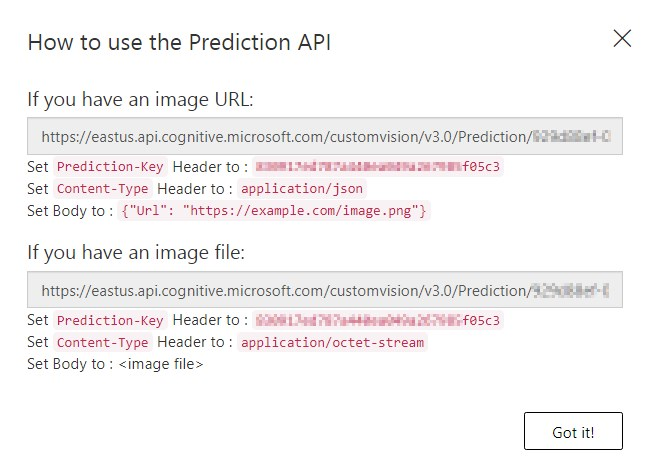 How to use the Prediction API
If you have an image URL:
https://eastus.api.cognitive.microsoft.com/customvision/v3.0/Prediction/
Set Prediction-Key Header to : f05c3
Set Content-Type Header to : application/json
Set Body to : {"Url": "https://example.com/image.png"}
If you have an image file:
https://eastus.api.cognitive.microsoft.com/customvision/v3.0/Prediction/
Set Prediction-Key Header to : f05c3
Set Content-Type Header to : application/octet-stream
Set Body to : <image file>
Got it!